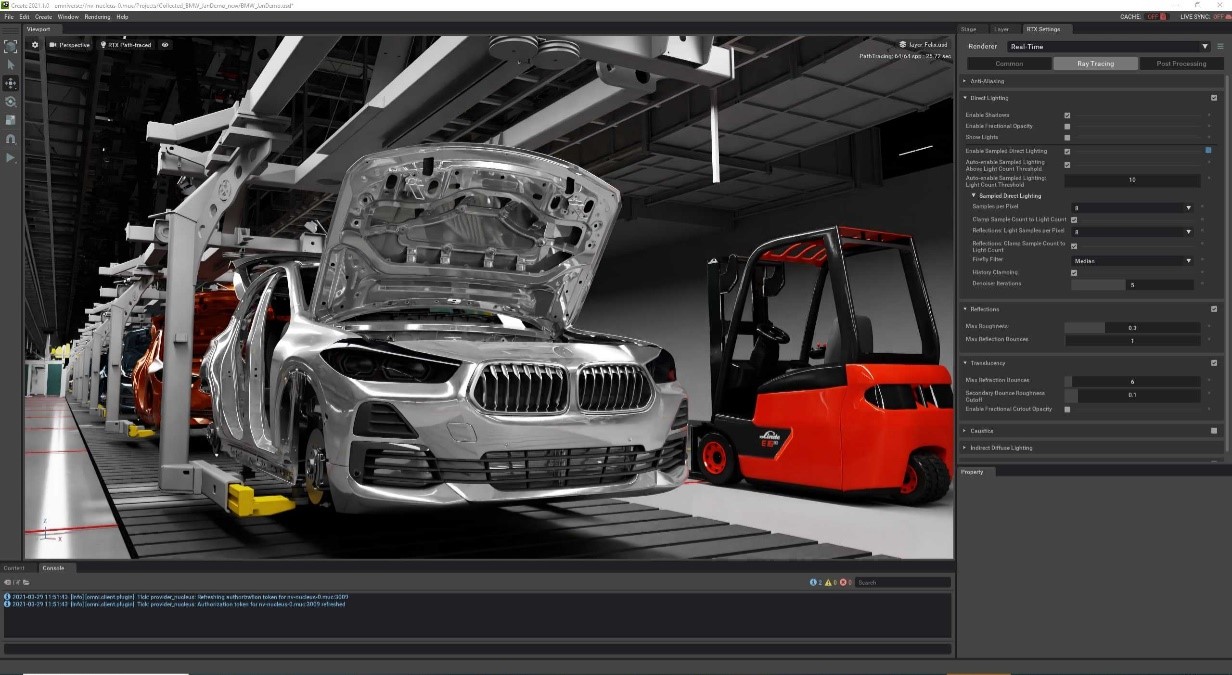 Create 2021.1.0 - omniverse://nv-nucleus-0.muc/Projects/Collected_BMW_JanDemo_new/BMW_JanDemo.usd*
File Edit Create Window Rendering Help
CACHE: OFF LIVE SYNC: OFF
Viewport
Stage Layer RTX Settings
Perspective RTX Path-traced
layer Felix.usd
PathTracing: 64/64 spp : 25.72 sec
Renderer Real-Time
Common Ray Tracing Post Processing
Anti-Aliasing
Direct Lighting
Enable Shadows
Enable Fractional Opacity
Show Lights
Enable Sampled Direct Lighting
Auto-enable Sampled Lighting
Above Light Count Threshold
Auto-enable Sampled Lighting:
Light Count Threshold
10
Sampled Direct Lighting
Samples per Pixel 8
Clamp Sample Count to Light Count
Reflections: Light Samples per Pixel 8
Reflections: Clamp Sample Count to
Light Count
Firefly Filter Median
History Clamping
Denoiser Iterations 5
Reflections
Max Roughness 0.3
Max Reflection Bounces 1
Translucency
Max Refraction Bounces 6
Secondary Bounce Roughness
Cutoff
0.1
Enable Fractional Cutout Opacity
Caustics
Indirect Diffuse Lighting
Property
Linde
Z
X
Content Console
2 0 0 Search
2021-03-29 11:51:43 [Info] [omni.client.plugin] Tick: provider_nucleus: Refreshing authorization token for nv-nucleus-0.muc:3009
2021-03-29 11:51:43 [Info] [omni.client.plugin] Tick: provider_nucleus: Authorization token for nv-nucleus-0.muc:3009 refreshed